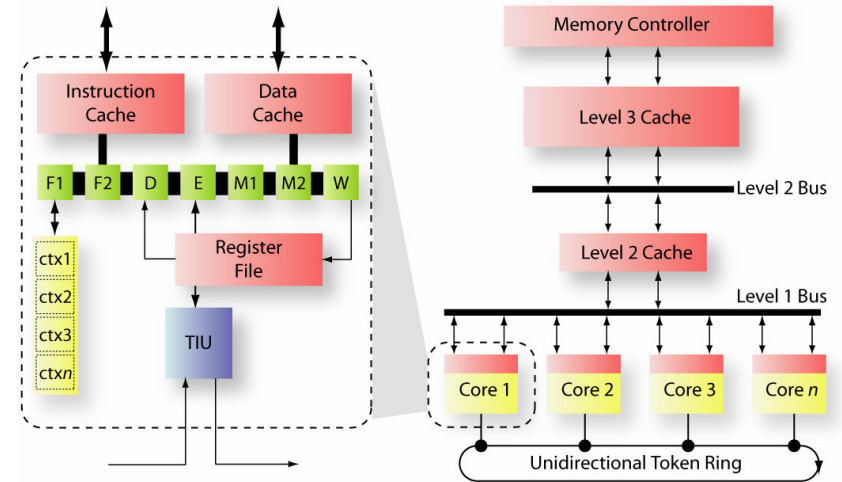 Instruction
Cache
Data
Cache
F1 F2 D E M1 M2 W
ctx1
ctx2
ctx3
ctxn
Register
File
TIU
Memory Controller
Level 3 Cache
Level 2 Bus
Level 2 Cache
Level 1 Bus
Core 1 Core 2 Core 3 Core n
Unidirectional Token Ring